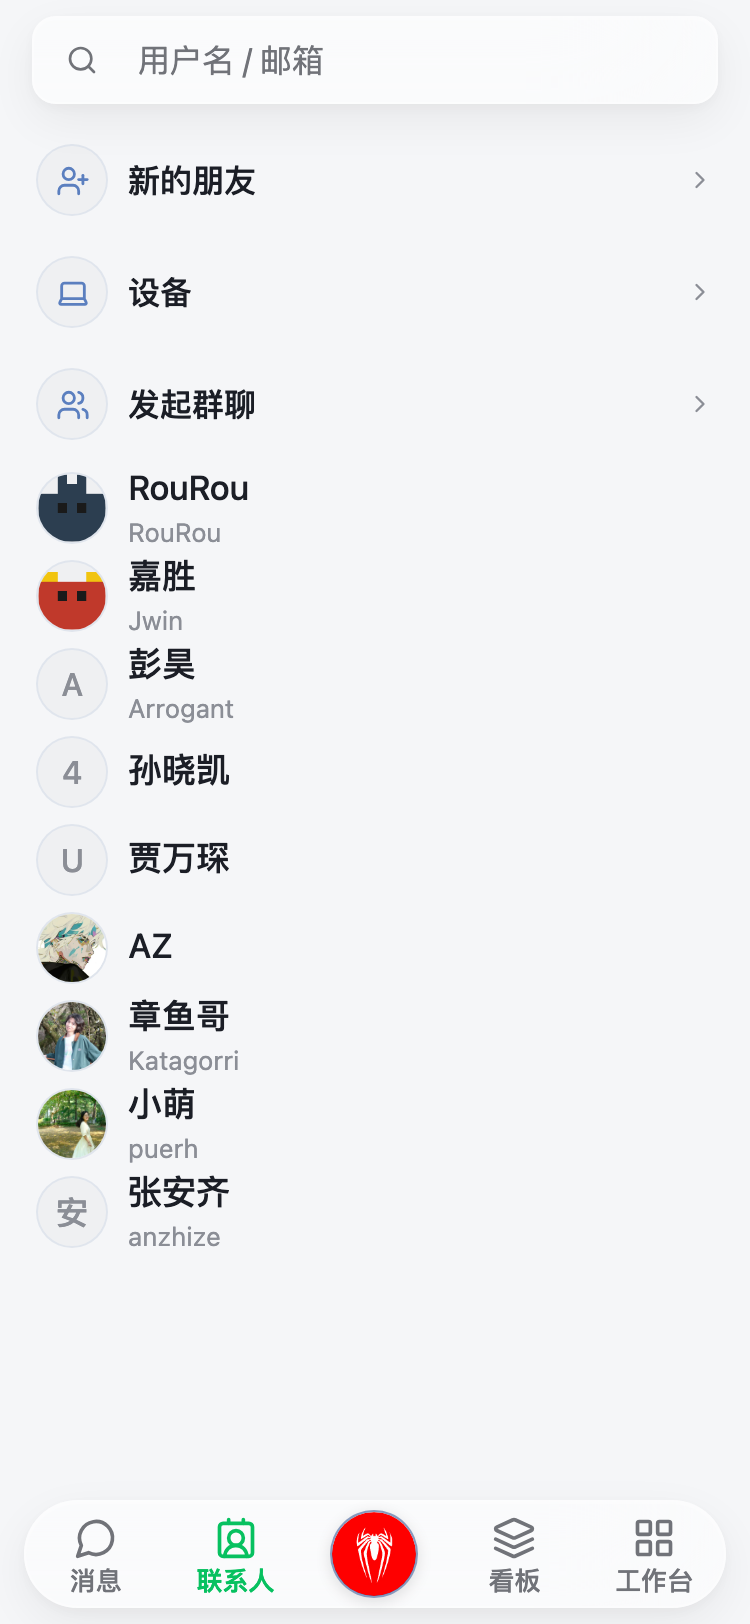 用户名 / 邮箱
新的朋友
设备
发起群聊
RouRou
RouRou
嘉胜
Jwin
A
彭昊
Arrogant
4
孙晓凯
U
贾万琛
AZ
章鱼哥
Katagorri
小萌
puerh
安
张安齐
anzhize
消息
联系人
看板
工作台